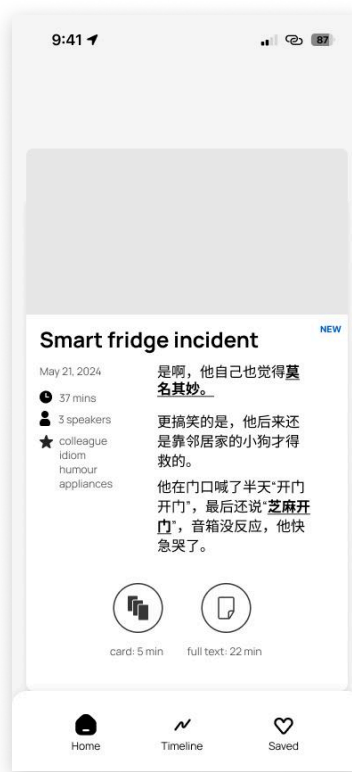 9:41
87
NEW
Smart fridge incident
May 21, 2024
37 mins
3 speakers
colleague
idiom
humour
appliances
是啊，他自己也觉得莫
名其妙。
更搞笑的是，他后来还
是靠邻居家的小狗才得
救的。
他在门口喊了半天“开门
开门”，最后还说“芝麻开
门”，音箱没反应，他快
急哭了。
card: 5 min
full text: 22 min
Home
Timeline
Saved